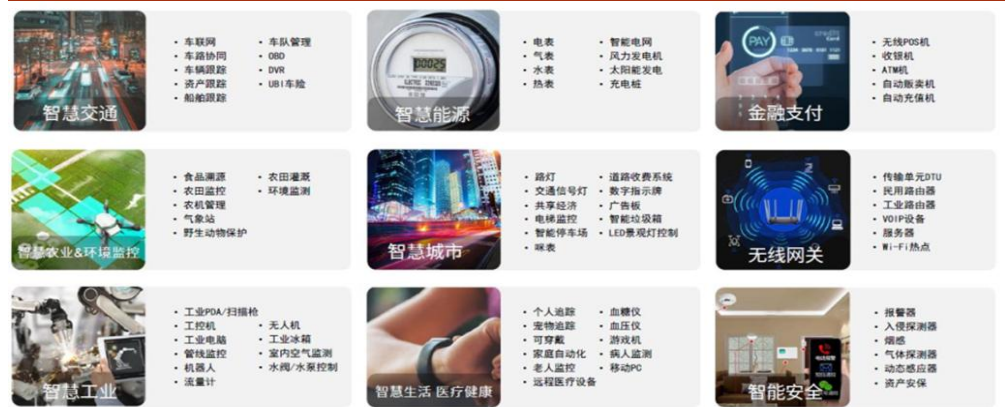 智慧交通
• 车联网
• 车路协同
• 车辆跟踪
• 资产跟踪
• 船舶跟踪
• 车队管理
• OBD
• DVR
• UBI车险
00025
智慧能源
• 电表
• 气表
• 水表
• 热表
• 智能电网
• 风力发电机
• 太阳能发电
• 充电桩
PAY
金融支付
• 无线POS机
• 收银机
• ATM机
• 自动贩卖机
• 自动充值机
智慧农业&环境监控
• 食品溯源
• 农田监控
• 农机管理
• 气象站
• 野生动物保护
• 农田灌溉
• 环境监测
智慧城市
• 路灯
• 交通信号灯
• 共享经济
• 电梯监控
• 智能停车场
• 咪表
• 道路收费系统
• 数字指示牌
• 广告板
• 智能垃圾箱
• LED景观灯控制
无线网关
• 传输单元DTU
• 民用路由器
• 工业路由器
• VOIP设备
• 服务器
• Wi-Fi热点
智慧工业
• 工业PDA/扫描枪
• 工控机
• 工业电脑
• 管线监控
• 机器人
• 流量计
• 无人机
• 工业冰箱
• 室内空气监测
• 水阀/水泵控制
智慧生活 医疗健康
• 个人追踪
• 宠物追踪
• 可穿戴
• 家庭自动化
• 老人监控
• 远程医疗设备
• 血糖仪
• 血压仪
• 游戏机
• 病人监测
• 移动PC
智能安全
• 报警器
• 入侵探测器
• 烟感
• 气体探测器
• 动态感应器
• 资产安保